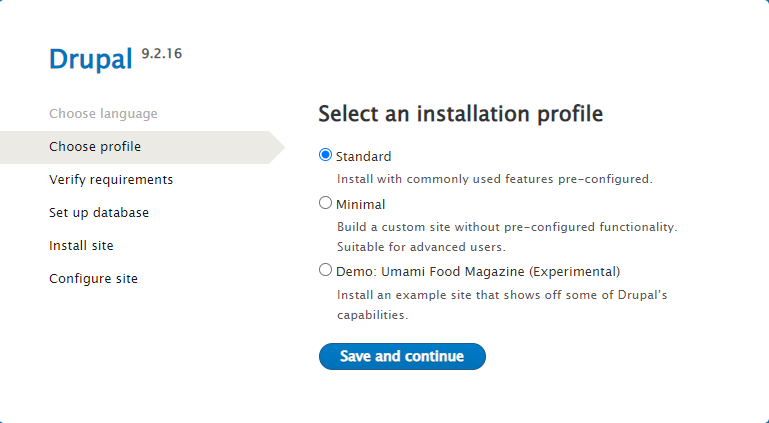 Drupal 9.2.16
Choose language
Choose profile
Verify requirements
Set up database
Install site
Configure site
Select an installation profile
Standard
Install with commonly used features pre-configured.
Minimal
Build a custom site without pre-configured functionality.
Suitable for advanced users.
Demo: Umami Food Magazine (Experimental)
Install an example site that shows off some of Drupal's
capabilities.
Save and continue